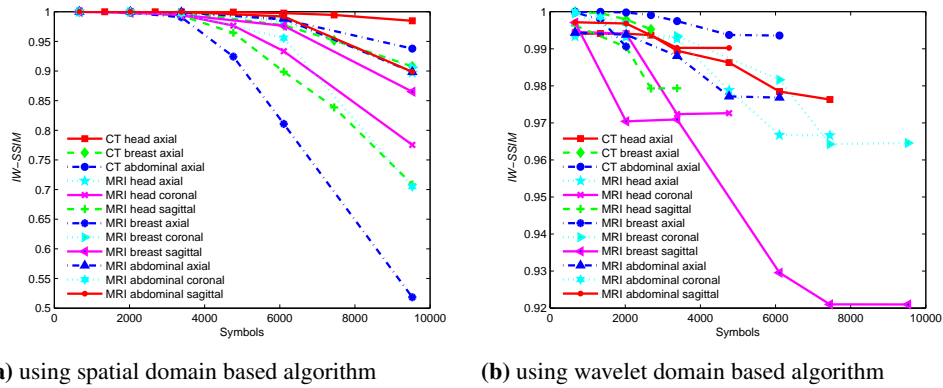 1
0.95
0.9
0.85
0.8
0.75
0.7
0.65
0.6
0.55
0.5
IW−SSIM
CT head axial
CT breast axial
CT abdominal axial
MRI head axial
MRI head coronal
MRI head sagittal
MRI breast axial
MRI breast coronal
MRI breast sagittal
MRI abdominal axial
MRI abdominal coronal
MRI abdominal sagittal
0 2000 4000 6000 8000 10000
Symbols
1
0.99
0.98
0.97
0.96
0.95
0.94
0.93
0.92
IW−SSIM
CT head axial
CT breast axial
CT abdominal axial
MRI head axial
MRI head coronal
MRI head sagittal
MRI breast axial
MRI breast coronal
MRI breast sagittal
MRI abdominal axial
MRI abdominal coronal
MRI abdominal sagittal
0 2000 4000 6000 8000 10000
Symbols
a) using spatial domain based algorithm
(b) using wavelet domain based algorithm